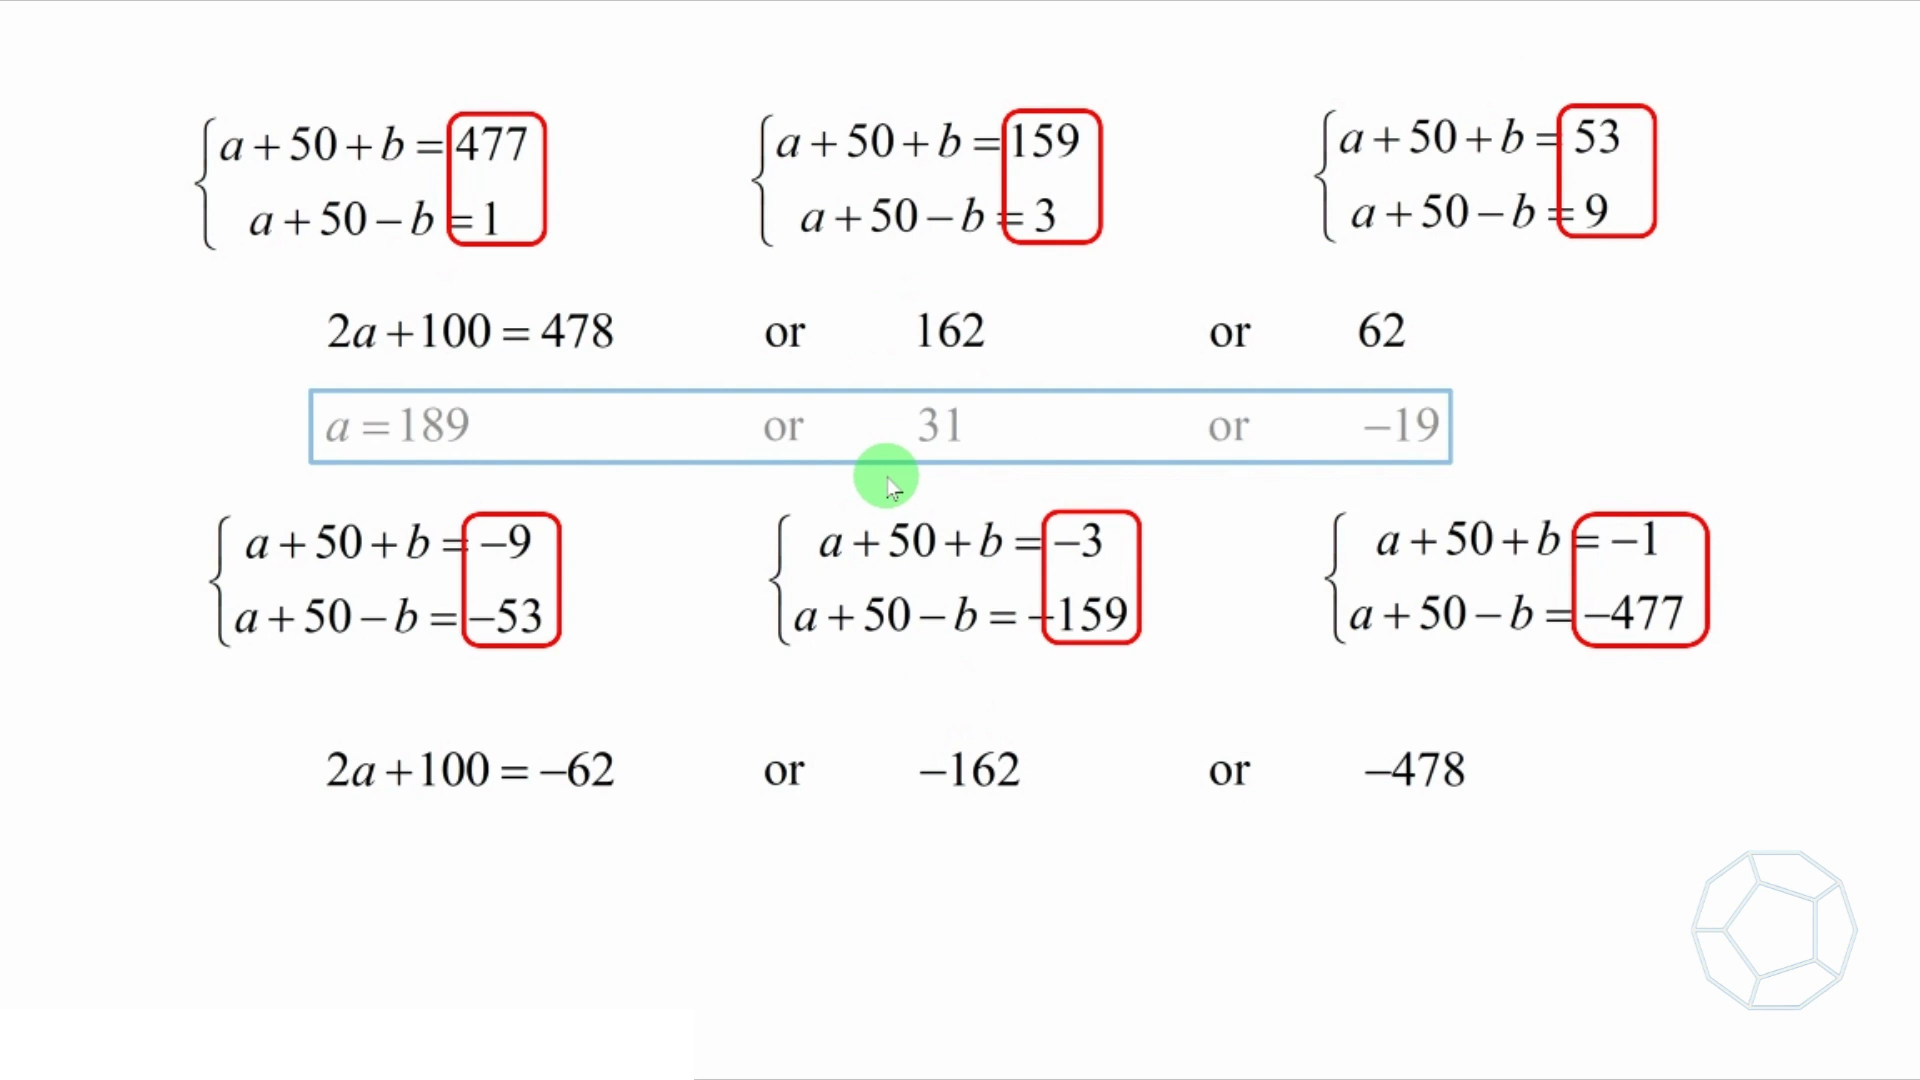 a + 50 + b = 477
a + 50 − b = 1
a + 50 + b = 159
a + 50 − b = 3
a + 50 + b = 53
a + 50 − b = 9
2a + 100 = 478 or 162 or 62
a = 189 or 31 or −19
a + 50 + b = −9
a + 50 − b = −53
a + 50 + b = −3
a + 50 − b = −159
a + 50 + b = −1
a + 50 − b = −477
2a + 100 = −62 or −162 or −478